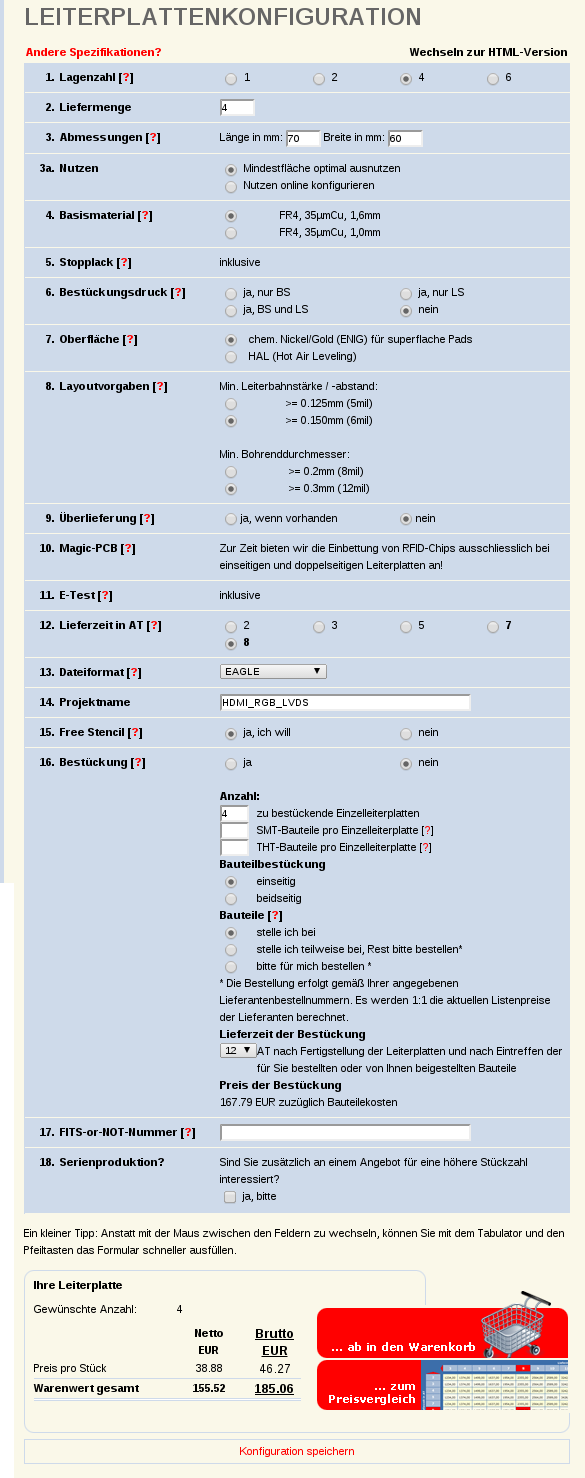 LEITERPLATTENKONFIGURATION
Andere Spezifikationen? Wechseln zur HTML-Version
1. Lagenzahl [?] 1 2 4 6
2. Liefermenge 4
3. Abmessungen [?] Länge in mm: 70 Breite in mm: 60
3a. Nutzen Mindestfläche optimal ausnutzen
Nutzen online konfigurieren
4. Basismaterial [?] FR4, 35µmCu, 1,6mm
FR4, 35µmCu, 1,0mm
5. Stopplack [?] inklusive
6. Bestückungsdruck [?] ja, nur BS ja, nur LS
ja, BS und LS nein
7. Oberfläche [?] chem. Nickel/Gold (ENIG) für superflache Pads
HAL (Hot Air Leveling)
8. Layoutvorgaben [?] Min. Leiterbahnstärke / -abstand:
>= 0.125mm (5mil)
>= 0.150mm (6mil)
Min. Bohrenddurchmesser:
>= 0.2mm (8mil)
>= 0.3mm (12mil)
9. Überlieferung [?] ja, wenn vorhanden nein
10. Magic-PCB [?] Zur Zeit bieten wir die Einbettung von RFID-Chips ausschliesslich bei
einseitigen und doppelseitigen Leiterplatten an!
11. E-Test [?] inklusive
12. Lieferzeit in AT [?] 2 3 5 7
8
13. Dateiformat [?] EAGLE
14. Projektname HDMI_RGB_LVDS
15. Free Stencil [?] ja, ich will nein
16. Bestückung [?] ja nein
Anzahl:
4 zu bestückende Einzelleiterplatten
SMT-Bauteile pro Einzelleiterplatte [?]
THT-Bauteile pro Einzelleiterplatte [?]
Bauteilbestückung
einseitig
beidseitig
Bauteile [?]
stelle ich bei
stelle ich teilweise bei, Rest bitte bestellen*
bitte für mich bestellen *
* Die Bestellung erfolgt gemäß Ihrer angegebenen
Lieferantenbestellnummern. Es werden 1:1 die aktuellen Listenpreise
der Lieferanten berechnet.
Lieferzeit der Bestückung
12 AT nach Fertigstellung der Leiterplatten und nach Eintreffen der
für Sie bestellten oder von Ihnen beigestellten Bauteile
Preis der Bestückung
167.79 EUR zuzüglich Bauteilekosten
17. FITS-or-NOT-Nummer [?]
18. Serienproduktion? Sind Sie zusätzlich an einem Angebot für eine höhere Stückzahl
interessiert?
ja, bitte
Ein kleiner Tipp: Anstatt mit der Maus zwischen den Feldern zu wechseln, können Sie mit dem Tabulator und den
Pfeiltasten das Formular schneller ausfüllen.
Ihre Leiterplatte
Gewünschte Anzahl: 4
Netto Brutto
EUR EUR
Preis pro Stück 38.88 46.27
Warenwert gesamt 155.52 185.06
... ab in den Warenkorb
... zum
Preisvergleich
Konfiguration speichern